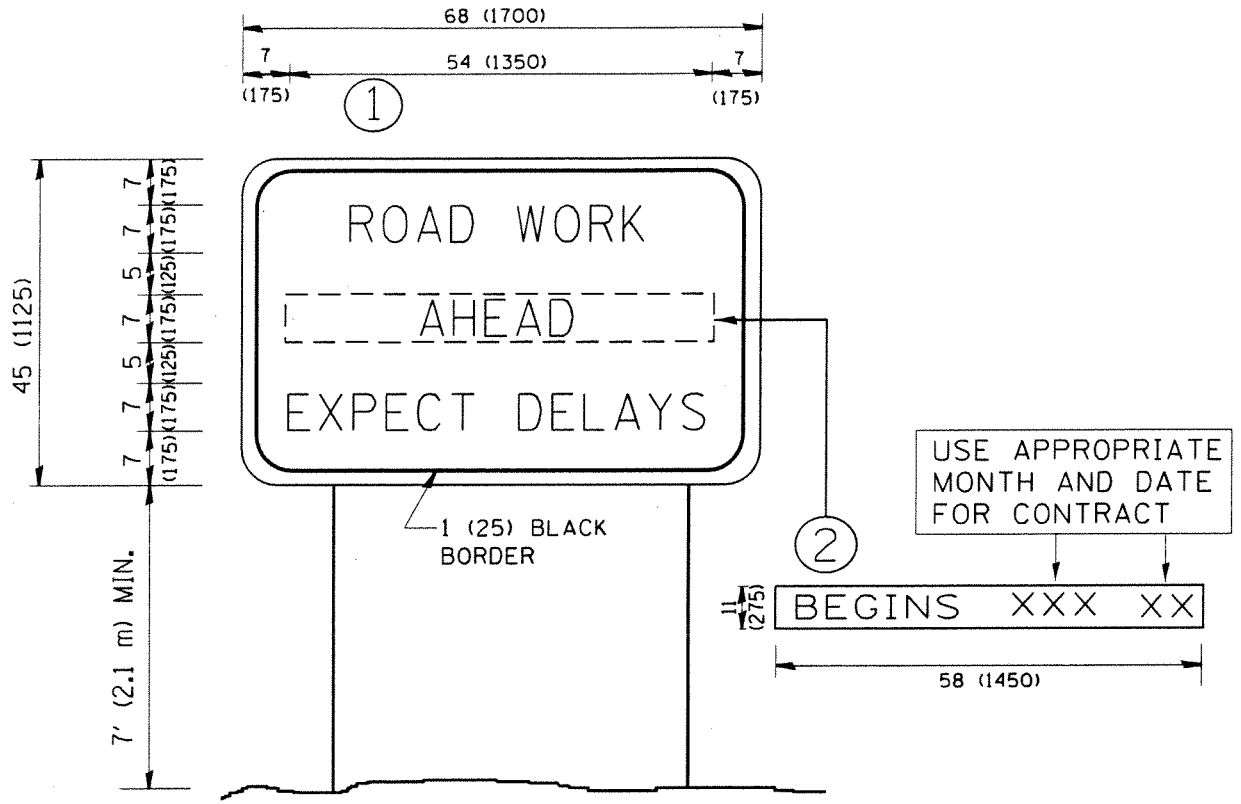 68 (1700)
7
54 (1350)
7
(175)
(175)
1
45 (1125)
7 (175)
7 (175)
5 (125)
7 (175)
5 (125)
7 (175)
7 (175)
ROAD WORK
AHEAD
EXPECT DELAYS
1 (25) BLACK
BORDER
7' (2.1 m) MIN.
USE APPROPRIATE
MONTH AND DATE
FOR CONTRACT
2
11
(275)
BEGINS XXX XX
58 (1450)